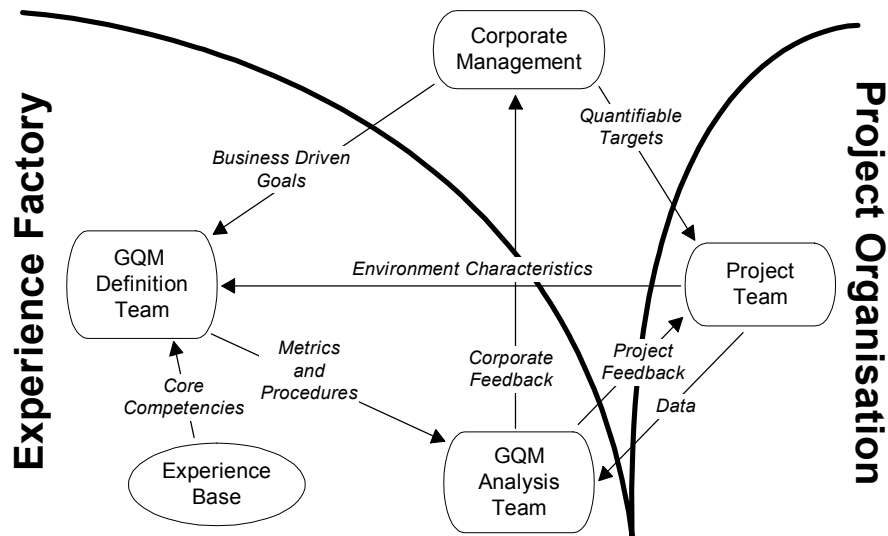 Corporate
Management
Quantifiable
Targets
Business Driven
Goals
Experience Factory
Project Organisation
GQM
Definition
Team
Environment Characteristics
Project
Team
Metrics
and
Procedures
Corporate
Feedback
Project
Feedback
Core
Competencies
Data
Experience
Base
GQM
Analysis
Team